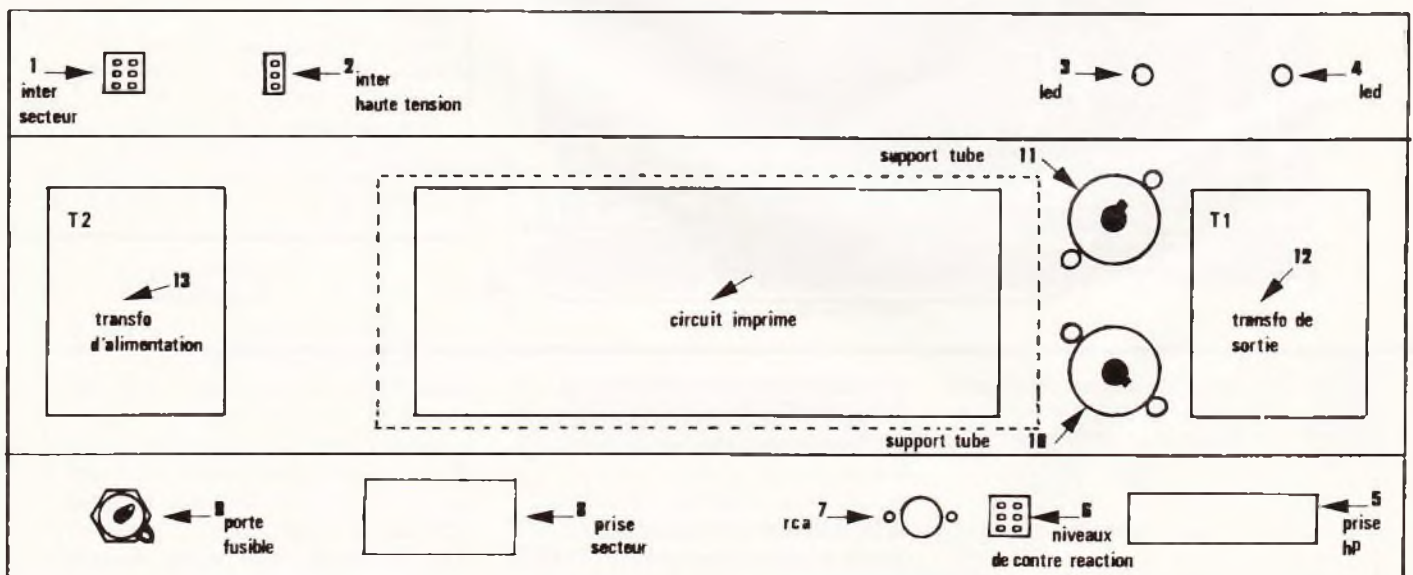 1
inter
secteur
2
inter
haute tension
3
led
4
led
support tube 11
T2
13
transfo
d'alimentation
circuit imprime
T1
12
transfo de
sortie
support tube 10
porte
fusible
8
prise
secteur
7
rca
6
niveaux
de contre reaction
5
prise
hP